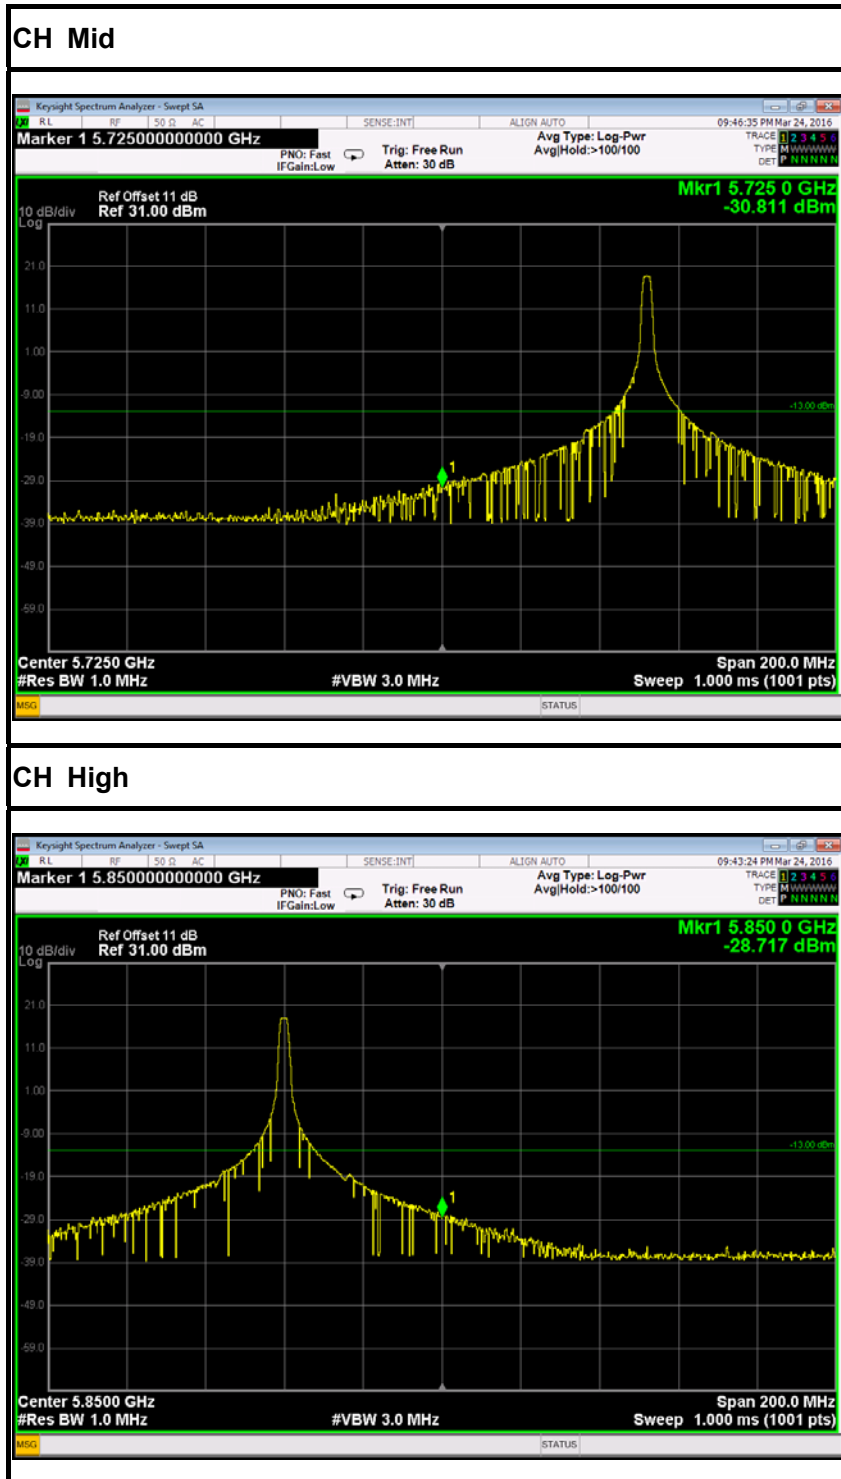 CH Mid
Keysight Spectrum Analyzer - Swept SA
RL RF 50 Ω AC SENSE:INT ALIGN AUTO 09:46:35 PM Mar 24, 2016
Marker 1 5.725000000000 GHz
PNO: Fast
IFGain:Low
Trig: Free Run
Atten: 30 dB
Avg Type: Log-Pwr
Avg|Hold:>100/100
TRACE 1 2 3 4 5 6
TYPE M WWWWW
DET P N N N N N
Mkr1 5.725 0 GHz
-30.811 dBm
Ref Offset 11 dB
10 dB/div Ref 31.00 dBm
Log
21.0
11.0
1.00
-9.00
-13.00 dBm
-19.0
1
-29.0
-39.0
-49.0
-59.0
Center 5.7250 GHz Span 200.0 MHz
#Res BW 1.0 MHz #VBW 3.0 MHz Sweep 1.000 ms (1001 pts)
MSG STATUS
CH High
Keysight Spectrum Analyzer - Swept SA
RL RF 50 Ω AC SENSE:INT ALIGN AUTO 09:43:24 PM Mar 24, 2016
Marker 1 5.850000000000 GHz
PNO: Fast
IFGain:Low
Trig: Free Run
Atten: 30 dB
Avg Type: Log-Pwr
Avg|Hold:>100/100
TRACE 1 2 3 4 5 6
TYPE M WWWWW
DET P N N N N N
Mkr1 5.850 0 GHz
-28.717 dBm
Ref Offset 11 dB
10 dB/div Ref 31.00 dBm
Log
21.0
11.0
1.00
-9.00
-13.00 dBm
-19.0
1
-29.0
-39.0
-49.0
-59.0
Center 5.8500 GHz Span 200.0 MHz
#Res BW 1.0 MHz #VBW 3.0 MHz Sweep 1.000 ms (1001 pts)
MSG STATUS